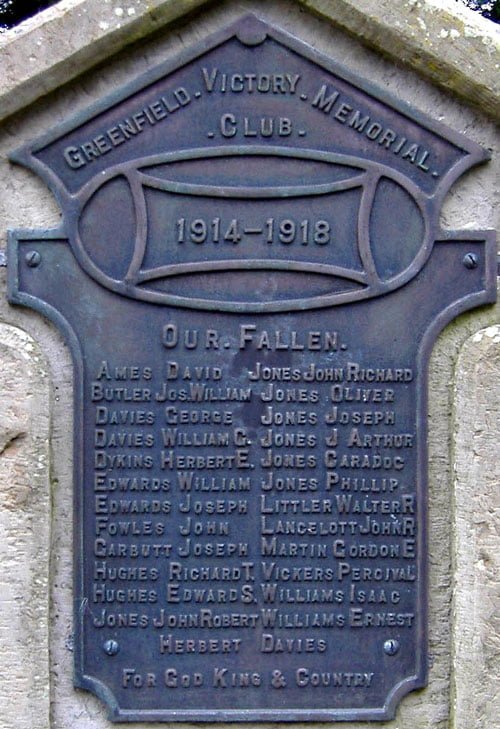 GREENFIELD. VICTORY. MEMORIAL.
.CLUB.
1914-1918
OUR. FALLEN.
AMES DAVID JONES JOHN RICHARD
BUTLER JOS. WILLIAM JONES OLIVER
DAVIES GEORGE JONES JOSEPH
DAVIES WILLIAM G. JONES J ARTHUR
DYKINS HERBERT E. JONES CARADOC
EDWARDS WILLIAM JONES PHILLIP
EDWARDS JOSEPH LITTLER WALTER R
FOWLES JOHN LANCELOTT JOHN R
GARBUTT JOSEPH MARTIN GORDON E
HUGHES RICHARD T. VICKERS PERCIVAL
HUGHES EDWARD S. WILLIAMS ISAAC
JONES JOHN ROBERT WILLIAMS ERNEST
HERBERT DAVIES
FOR GOD KING & COUNTRY